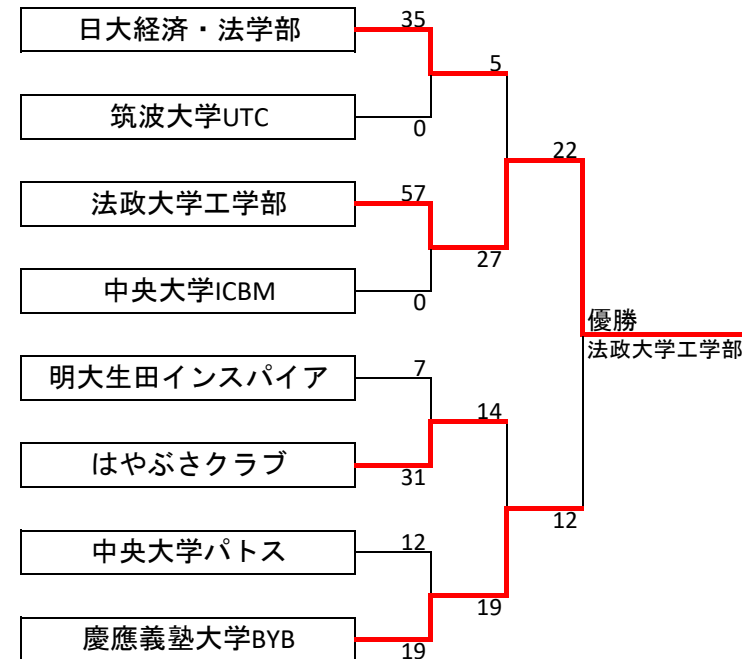 日大経済・法学部
35
5
筑波大学UTC
0
22
法政大学工学部
57
27
中央大学ICBM
0
優勝
法政大学工学部
明大生田インスパイア
7
14
はやぶさクラブ
31
12
中央大学パトス
12
19
慶應義塾大学BYB
19